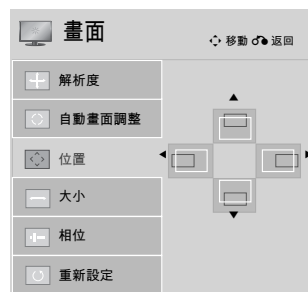 畫面
移動 返回
解析度
自動畫面調整
位置
大小
相位
重新設定